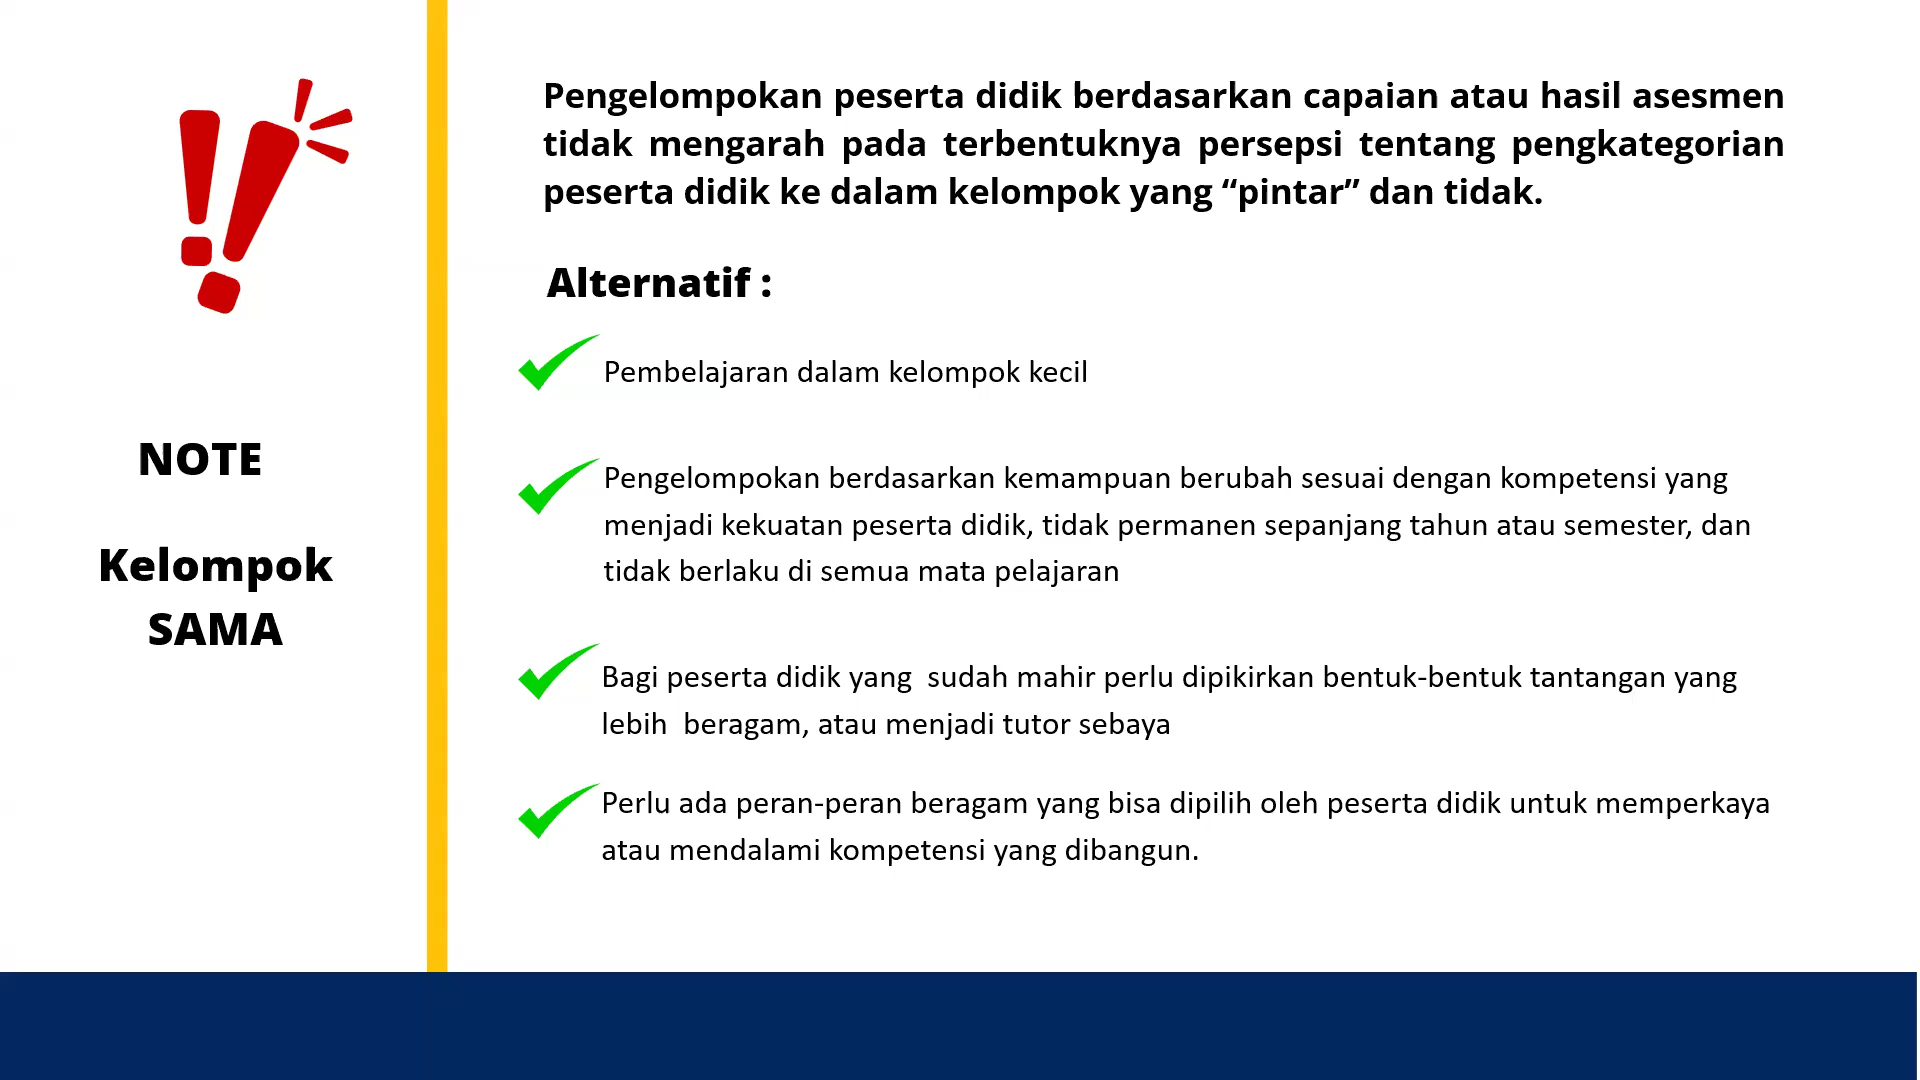 NOTE
Kelompok
SAMA
Pengelompokan peserta didik berdasarkan capaian atau hasil asesmen
tidak mengarah pada terbentuknya persepsi tentang pengkategorian
peserta didik ke dalam kelompok yang “pintar” dan tidak.
Alternatif :
Pembelajaran dalam kelompok kecil
Pengelompokan berdasarkan kemampuan berubah sesuai dengan kompetensi yang
menjadi kekuatan peserta didik, tidak permanen sepanjang tahun atau semester, dan
tidak berlaku di semua mata pelajaran
Bagi peserta didik yang  sudah mahir perlu dipikirkan bentuk-bentuk tantangan yang
lebih  beragam, atau menjadi tutor sebaya
Perlu ada peran-peran beragam yang bisa dipilih oleh peserta didik untuk memperkaya
atau mendalami kompetensi yang dibangun.